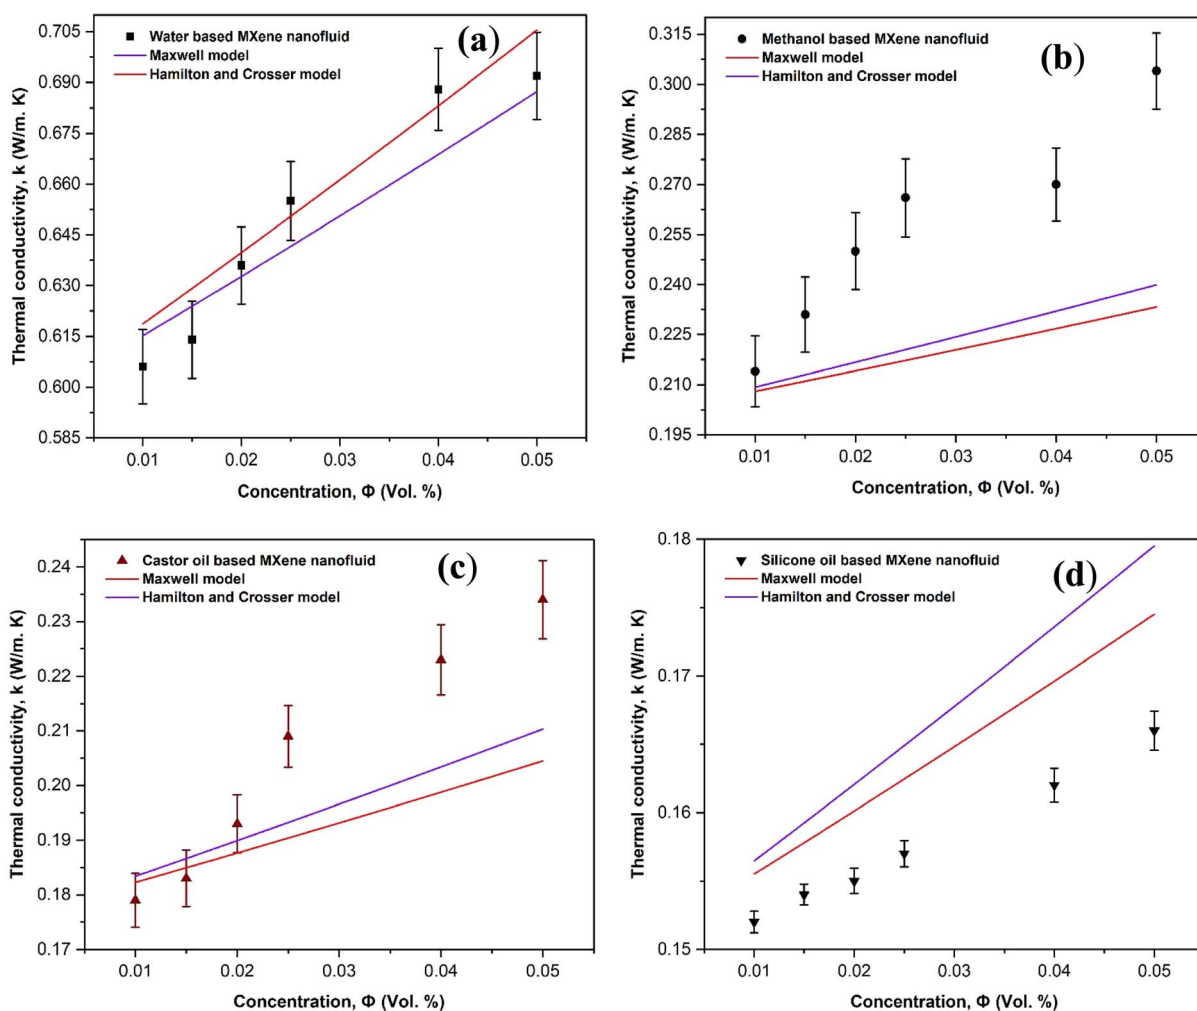 Water based MXene nanofluid
Maxwell model
Hamilton and Crosser model
(a)
Thermal conductivity, k (W/m. K)
0.705
0.690
0.675
0.660
0.645
0.630
0.615
0.600
0.585
0.01 0.02 0.03 0.04 0.05
Concentration, Φ (Vol. %)
Methanol based MXene nanofluid
Maxwell model
Hamilton and Crosser model
(b)
Thermal conductivity, k (W/m. K)
0.315
0.300
0.285
0.270
0.255
0.240
0.225
0.210
0.195
0.01 0.02 0.03 0.04 0.05
Concentration, Φ (Vol. %)
Castor oil based MXene nanofluid
Maxwell model
Hamilton and Crosser model
(c)
Thermal conductivity, k (W/m. K)
0.24
0.23
0.22
0.21
0.20
0.19
0.18
0.17
0.01 0.02 0.03 0.04 0.05
Concentration, Φ (Vol. %)
Silicone oil based MXene nanofluid
Maxwell model
Hamilton and Crosser model
(d)
Thermal conductivity, k (W/m. K)
0.18
0.17
0.16
0.15
0.01 0.02 0.03 0.04 0.05
Concentration, Φ (Vol. %)